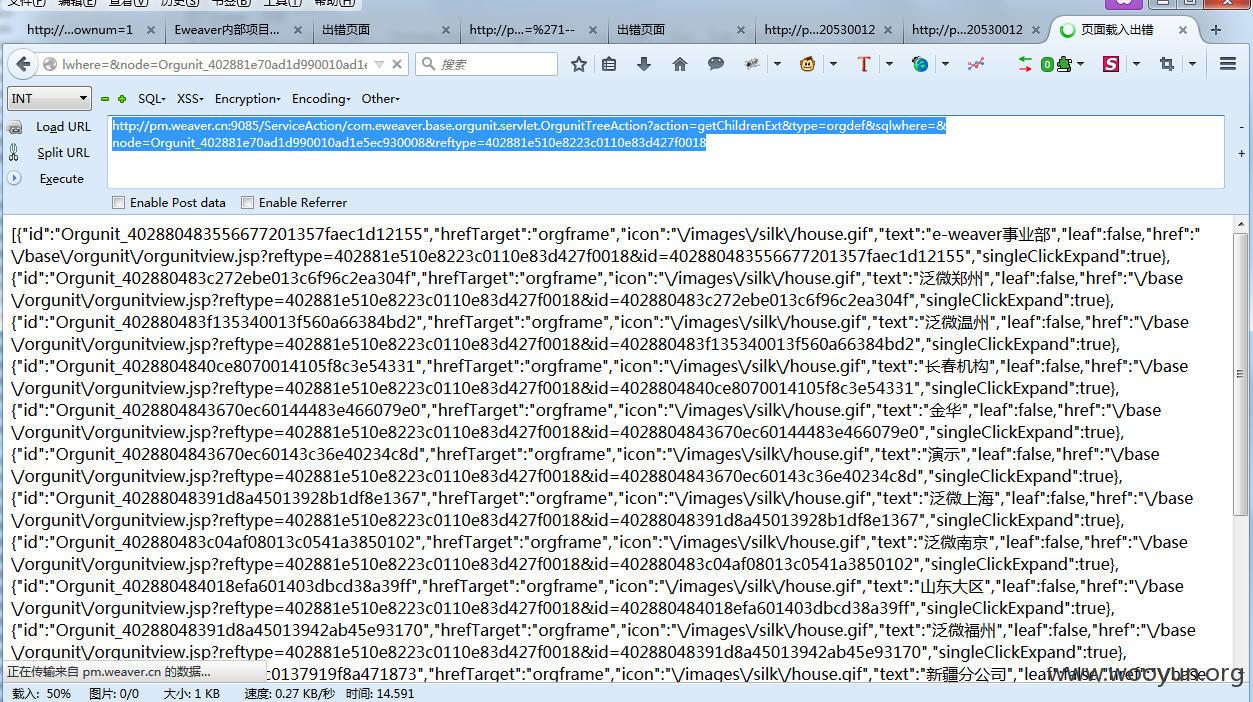 文件(F) 编辑(E) 查看(V) 历史(S) 书签(B) 工具(T) 帮助(H)
http://...ownum=1 Eweaver内部项目... 出错页面 http://p...=%271-- 出错页面 http://p...20530012 http://p...20530012 页面载入出错
lwhere=&node=Orgunit_402881e70ad1d990010ad1e 搜索
INT SQL XSS Encryption Encoding Other
Load URL
Split URL
Execute
http://pm.weaver.cn:9085/ServiceAction/com.eweaver.base.orgunit.servlet.OrgunitTreeAction?action=getChildrenExt&type=orgdef&sqlwhere=&
node=Orgunit_402881e70ad1d990010ad1e5ec930008&reftype=402881e510e8223c0110e83d427f0018
Enable Post data Enable Referrer
[{"id":"Orgunit_402880483556677201357faec1d12155","hrefTarget":"orgframe","icon":"\/images\/silk\/house.gif","text":"e-weaver事业部","leaf":false,"href":"
\/base\/orgunit\/orgunitview.jsp?reftype=402881e510e8223c0110e83d427f0018&id=402880483556677201357faec1d12155","singleClickExpand":true},
{"id":"Orgunit_402880483c272ebe013c6f96c2ea304f","hrefTarget":"orgframe","icon":"\/images\/silk\/house.gif","text":"泛微郑州","leaf":false,"href":"\/base
\/orgunit\/orgunitview.jsp?reftype=402881e510e8223c0110e83d427f0018&id=402880483c272ebe013c6f96c2ea304f","singleClickExpand":true},
{"id":"Orgunit_402880483f135340013f560a66384bd2","hrefTarget":"orgframe","icon":"\/images\/silk\/house.gif","text":"泛微温州","leaf":false,"href":"\/base
\/orgunit\/orgunitview.jsp?reftype=402881e510e8223c0110e83d427f0018&id=402880483f135340013f560a66384bd2","singleClickExpand":true},
{"id":"Orgunit_402880484​0ce8070014105f8c3e54331","hrefTarget":"orgframe","icon":"\/images\/silk\/house.gif","text":"长春机构","leaf":false,"href":"\/base
\/orgunit\/orgunitview.jsp?reftype=402881e510e8223c0110e83d427f0018&id=4028804840ce8070014105f8c3e54331","singleClickExpand":true},
{"id":"Orgunit_4028804843670ec60144483e466079e0","hrefTarget":"orgframe","icon":"\/images\/silk\/house.gif","text":"金华","leaf":false,"href":"\/base
\/orgunit\/orgunitview.jsp?reftype=402881e510e8223c0110e83d427f0018&id=4028804843670ec60144483e466079e0","singleClickExpand":true},
{"id":"Orgunit_4028804843670ec60143c36e40234c8d","hrefTarget":"orgframe","icon":"\/images\/silk\/house.gif","text":"演示","leaf":false,"href":"\/base
\/orgunit\/orgunitview.jsp?reftype=402881e510e8223c0110e83d427f0018&id=4028804843670ec60143c36e40234c8d","singleClickExpand":true},
{"id":"Orgunit_40288048391d8a45013928b1df8e1367","hrefTarget":"orgframe","icon":"\/images\/silk\/house.gif","text":"泛微上海","leaf":false,"href":"\/base
\/orgunit\/orgunitview.jsp?reftype=402881e510e8223c0110e83d427f0018&id=40288048391d8a45013928b1df8e1367","singleClickExpand":true},
{"id":"Orgunit_402880483c04af08013c0541a3850102","hrefTarget":"orgframe","icon":"\/images\/silk\/house.gif","text":"泛微南京","leaf":false,"href":"\/base
\/orgunit\/orgunitview.jsp?reftype=402881e510e8223c0110e83d427f0018&id=402880483c04af08013c0541a3850102","singleClickExpand":true},
{"id":"Orgunit_402880484018efa601403dbcd38a39ff","hrefTarget":"orgframe","icon":"\/images\/silk\/house.gif","text":"山东大区","leaf":false,"href":"\/base
\/orgunit\/orgunitview.jsp?reftype=402881e510e8223c0110e83d427f0018&id=402880484018efa601403dbcd38a39ff","singleClickExpand":true},
{"id":"Orgunit_40288048391d8a45013942ab45e93170","hrefTarget":"orgframe","icon":"\/images\/silk\/house.gif","text":"泛微福州","leaf":false,"href":"\/base
\/orgunit\/orgunitview.jsp?reftype=402881e510e8223c0110e83d427f0018&id=40288048391d8a45013942ab45e93170","singleClickExpand":true},
正在传输来自 pm.weaver.cn 的数据... c0137919f8a471873","hrefTarget":"orgframe","icon":"\/images\/silk\/house.gif","text":"新疆分公司","leaf":false,"href":"\/base
www.wooyun.org
载入: 50% 图片: 0/0 大小: 1 KB 速度: 0.27 KB/秒 时间: 14.591